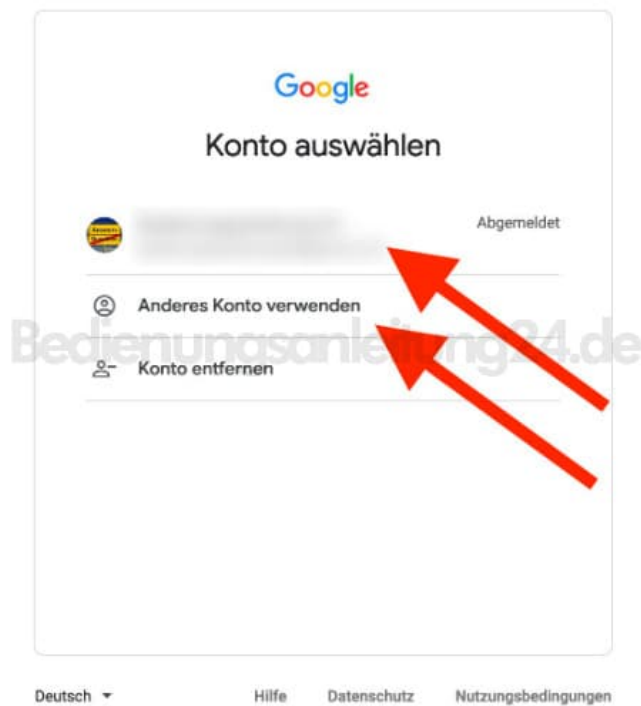 Google
Konto auswählen
Abgemeldet
Anderes Konto verwenden
Bedienungsanleitung24.de
Konto entfernen
Deutsch Hilfe Datenschutz Nutzungsbedingungen